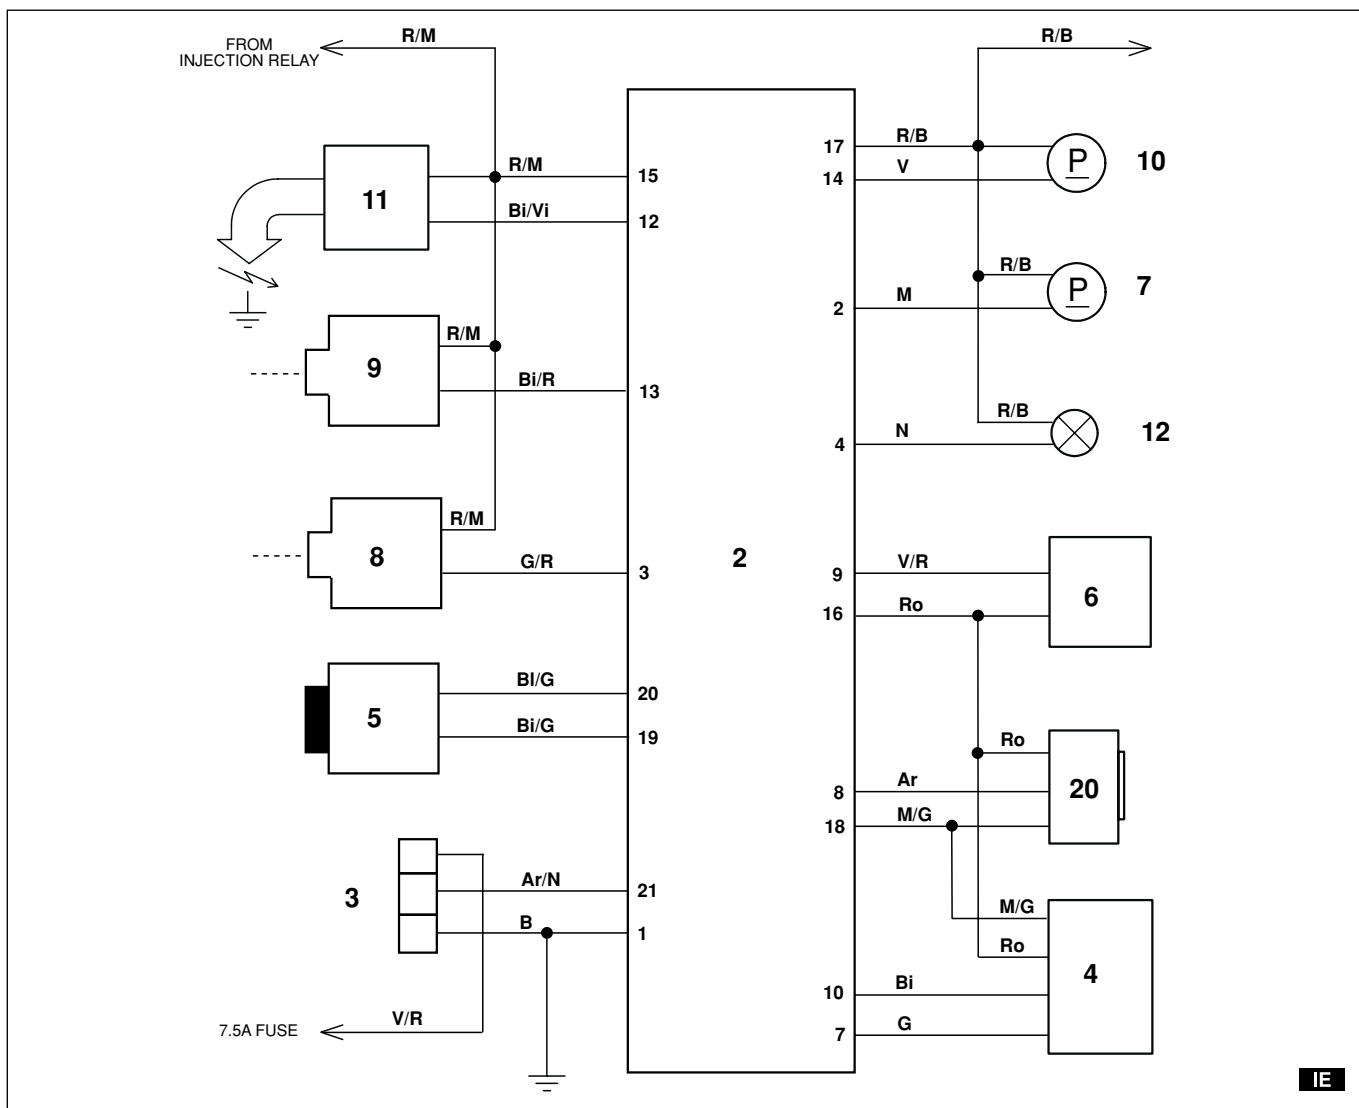 R/M
FROM
INJECTION RELAY
R/B
11
R/M
15
Bi/Vi
12
9
R/M
Bi/R
13
8
R/M
G/R
3
5
Bl/G
20
Bi/G
19
3
Ar/N
21
B
1
7.5A FUSE
V/R
2
17
R/B
14
V
P
10
R/B
2
M
P
7
R/B
4
N
12
9
V/R
16
Ro
6
Ro
8
Ar
18
M/G
20
M/G
Ro
10
Bi
7
G
4
IE